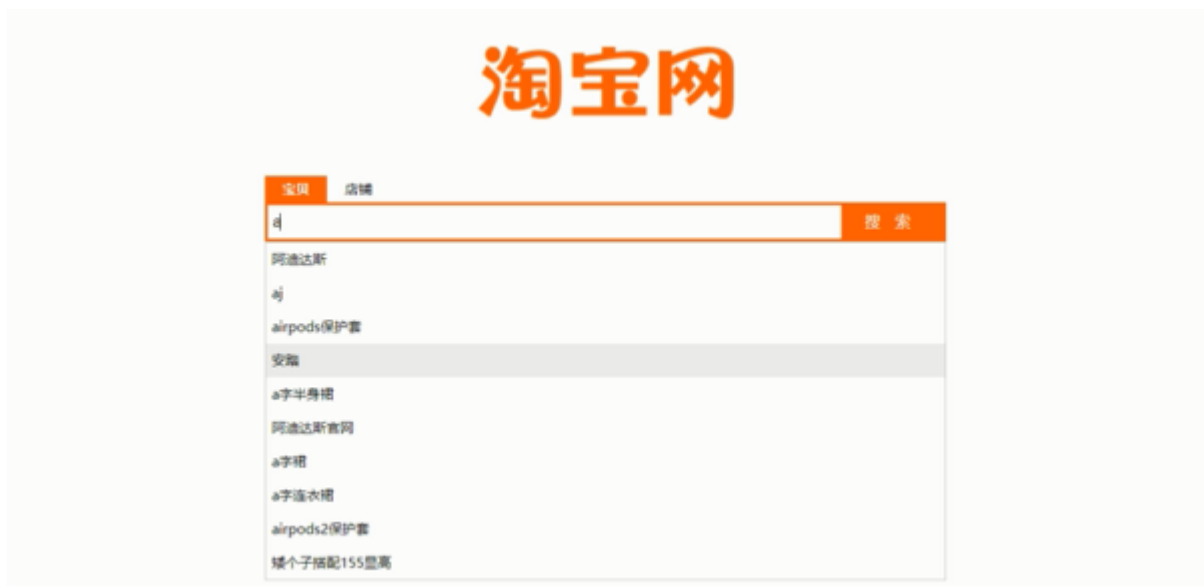 淘宝网
宝贝 店铺
a 搜 索
阿迪达斯
aj
airpods保护套
安踏
a字半身裙
阿迪达斯官网
a字裙
a字连衣裙
airpods2保护套
矮个子搭配155显高